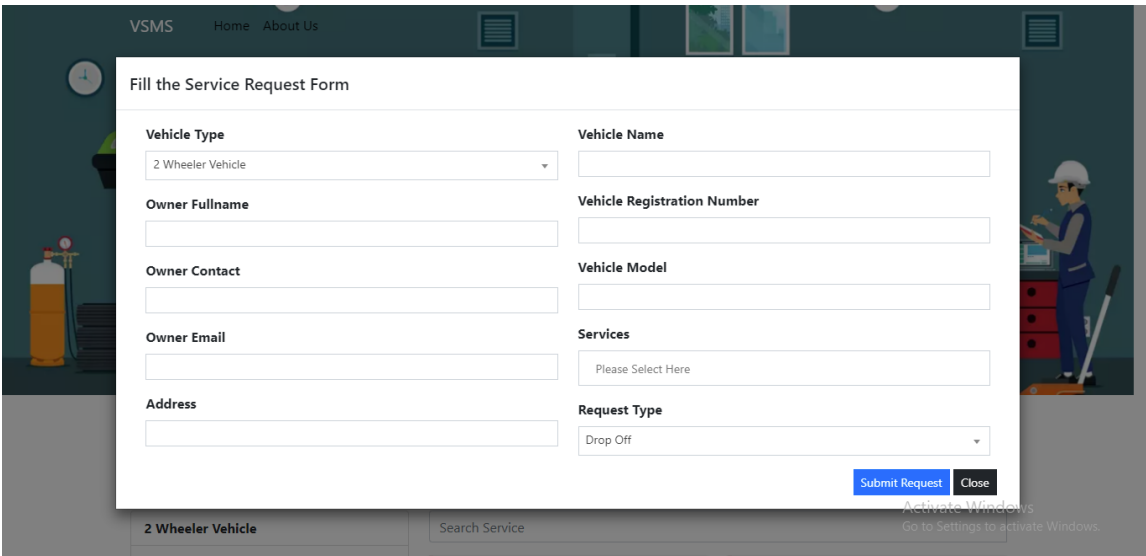 VSMS Home About Us
Fill the Service Request Form
Vehicle Type
2 Wheeler Vehicle
Owner Fullname
Owner Contact
Owner Email
Address
Vehicle Name
Vehicle Registration Number
Vehicle Model
Services
Please Select Here
Request Type
Drop Off
Submit Request Close
Activate Windows
Go to Settings to activate Windows.
2 Wheeler Vehicle
Search Service